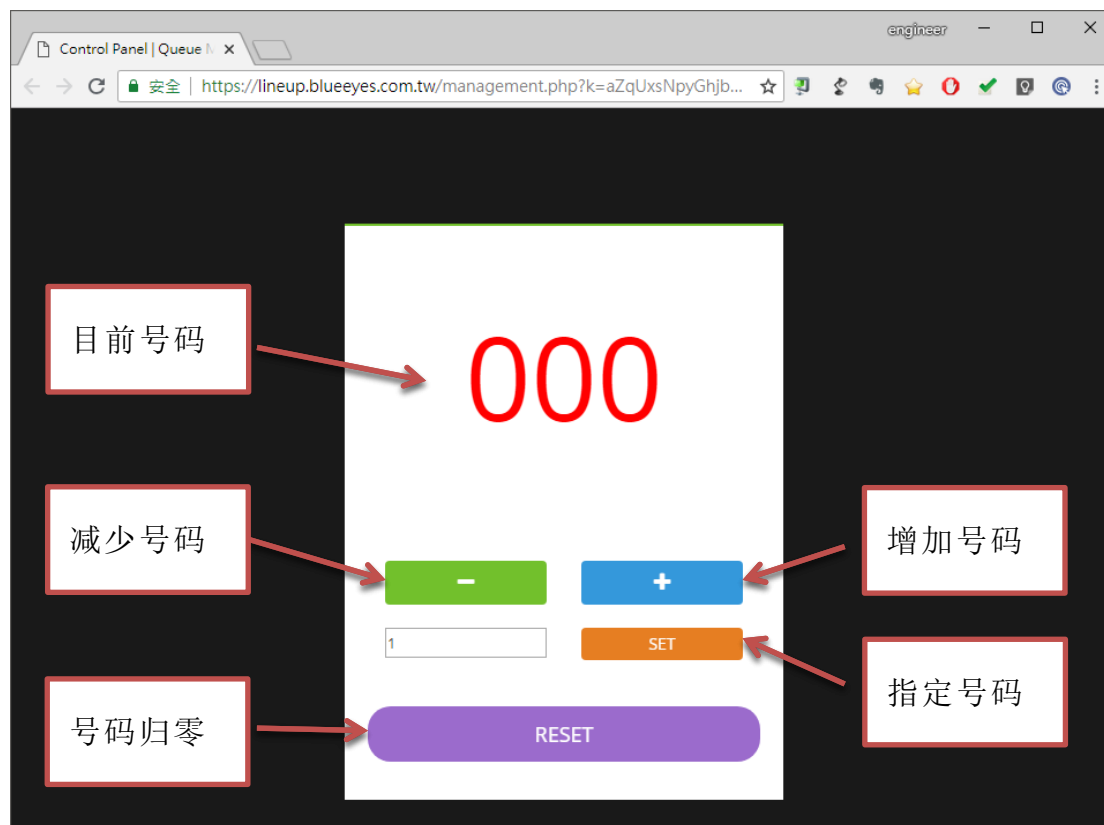 engineer
Control Panel | Queue M
安全 | https://lineup.blueeyes.com.tw/management.php?k=aZqUxsNpyGhjb...
目前号码
000
减少号码
增加号码
1
SET
指定号码
号码归零
RESET